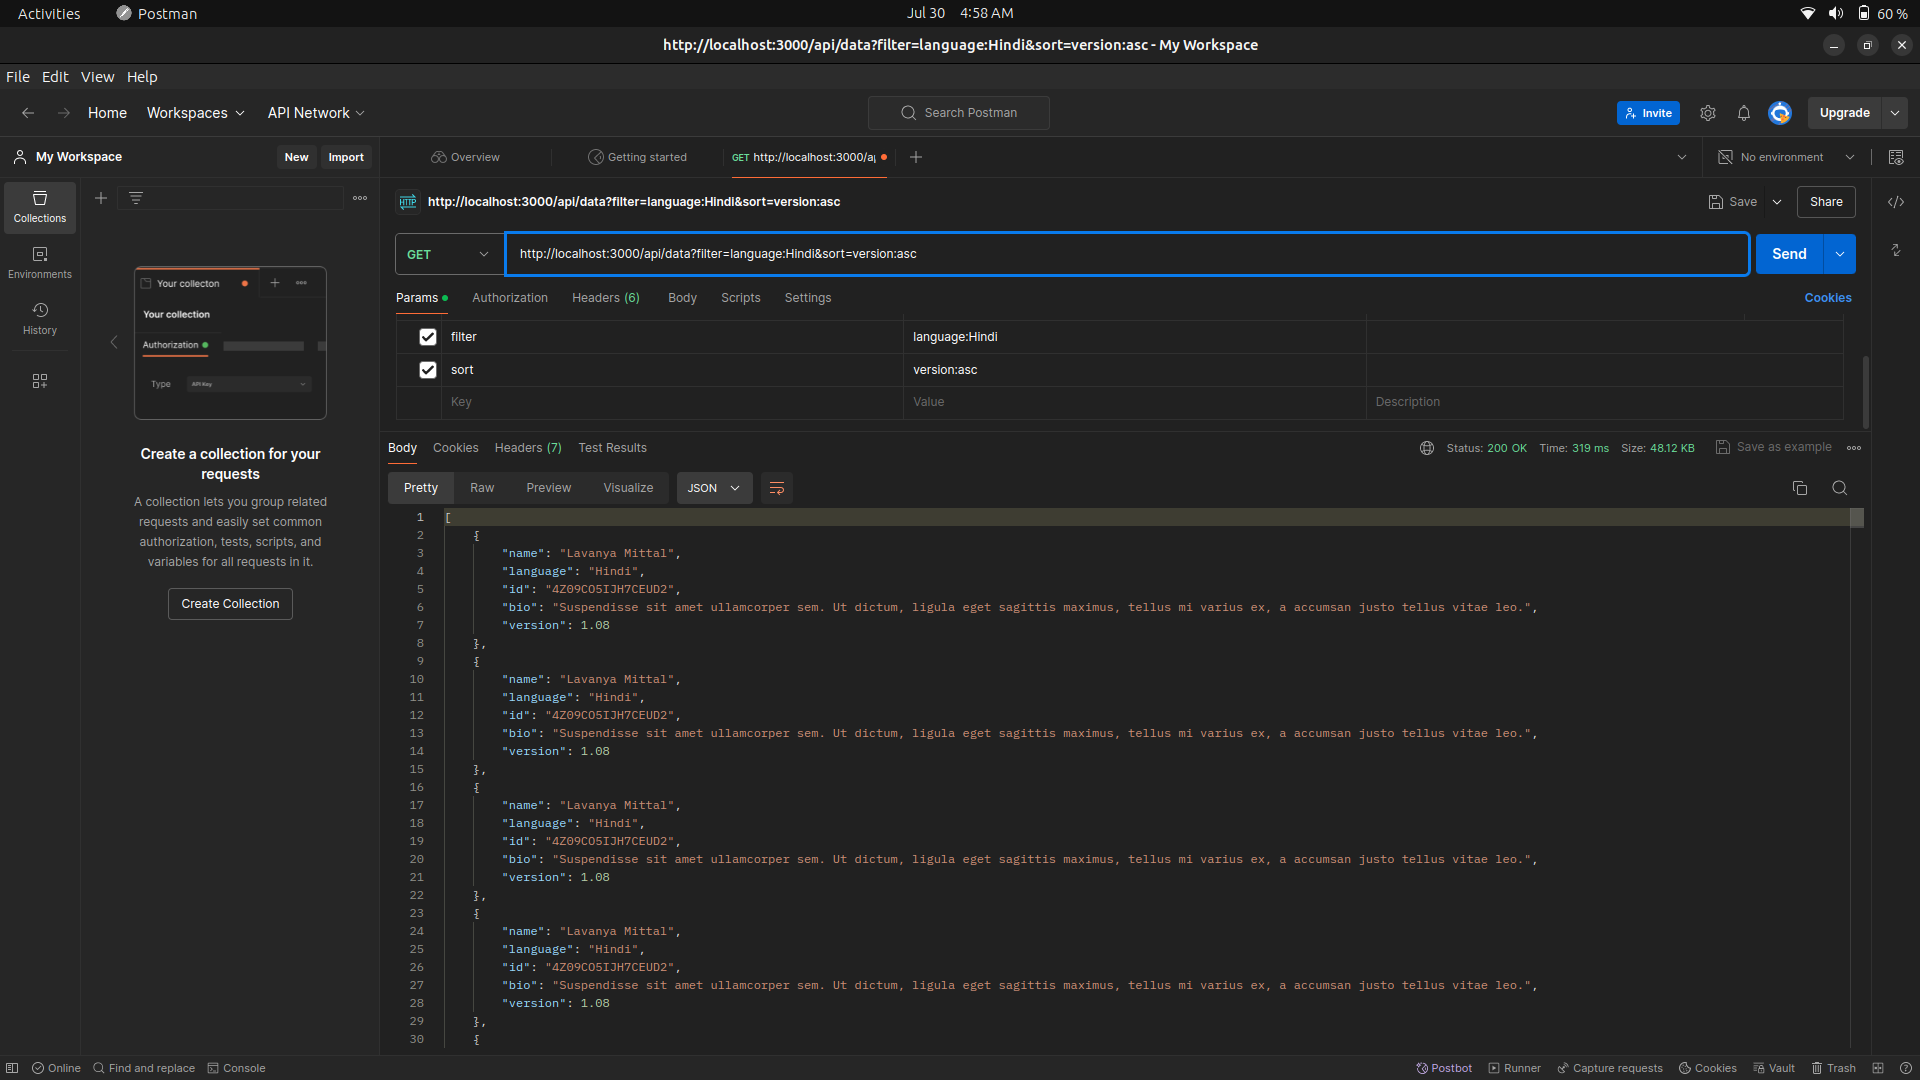 Activities Postman Jul 30 4:58 AM 60 %
http://localhost:3000/api/data?filter=language:Hindi&sort=version:asc - My Workspace
File Edit View Help
Home Workspaces API Network Search Postman Invite Upgrade
My Workspace New Import Overview Getting started GET http://localhost:3000/ap No environment
Collections
Environments
History
Your collecton
Your collection
Authorization
Type API Key
Create a collection for your
requests
A collection lets you group related
requests and easily set common
authorization, tests, scripts, and
variables for all requests in it.
Create Collection
HTTP http://localhost:3000/api/data?filter=language:Hindi&sort=version:asc Save Share
GET http://localhost:3000/api/data?filter=language:Hindi&sort=version:asc Send
Params Authorization Headers (6) Body Scripts Settings Cookies
filter language:Hindi
sort version:asc
Key Value Description
Body Cookies Headers (7) Test Results Status: 200 OK Time: 319 ms Size: 48.12 KB Save as example
Pretty Raw Preview Visualize JSON
1 [
2 {
3 "name": "Lavanya Mittal",
4 "language": "Hindi",
5 "id": "4Z09CO5IJH7CEUD2",
6 "bio": "Suspendisse sit amet ullamcorper sem. Ut dictum, ligula eget sagittis maximus, tellus mi varius ex, a accumsan justo tellus vitae leo.",
7 "version": 1.08
8 },
9 {
10 "name": "Lavanya Mittal",
11 "language": "Hindi",
12 "id": "4Z09CO5IJH7CEUD2",
13 "bio": "Suspendisse sit amet ullamcorper sem. Ut dictum, ligula eget sagittis maximus, tellus mi varius ex, a accumsan justo tellus vitae leo.",
14 "version": 1.08
15 },
16 {
17 "name": "Lavanya Mittal",
18 "language": "Hindi",
19 "id": "4Z09CO5IJH7CEUD2",
20 "bio": "Suspendisse sit amet ullamcorper sem. Ut dictum, ligula eget sagittis maximus, tellus mi varius ex, a accumsan justo tellus vitae leo.",
21 "version": 1.08
22 },
23 {
24 "name": "Lavanya Mittal",
25 "language": "Hindi",
26 "id": "4Z09CO5IJH7CEUD2",
27 "bio": "Suspendisse sit amet ullamcorper sem. Ut dictum, ligula eget sagittis maximus, tellus mi varius ex, a accumsan justo tellus vitae leo.",
28 "version": 1.08
29 },
30 {
Online Find and replace Console Postbot Runner Capture requests Cookies Vault Trash